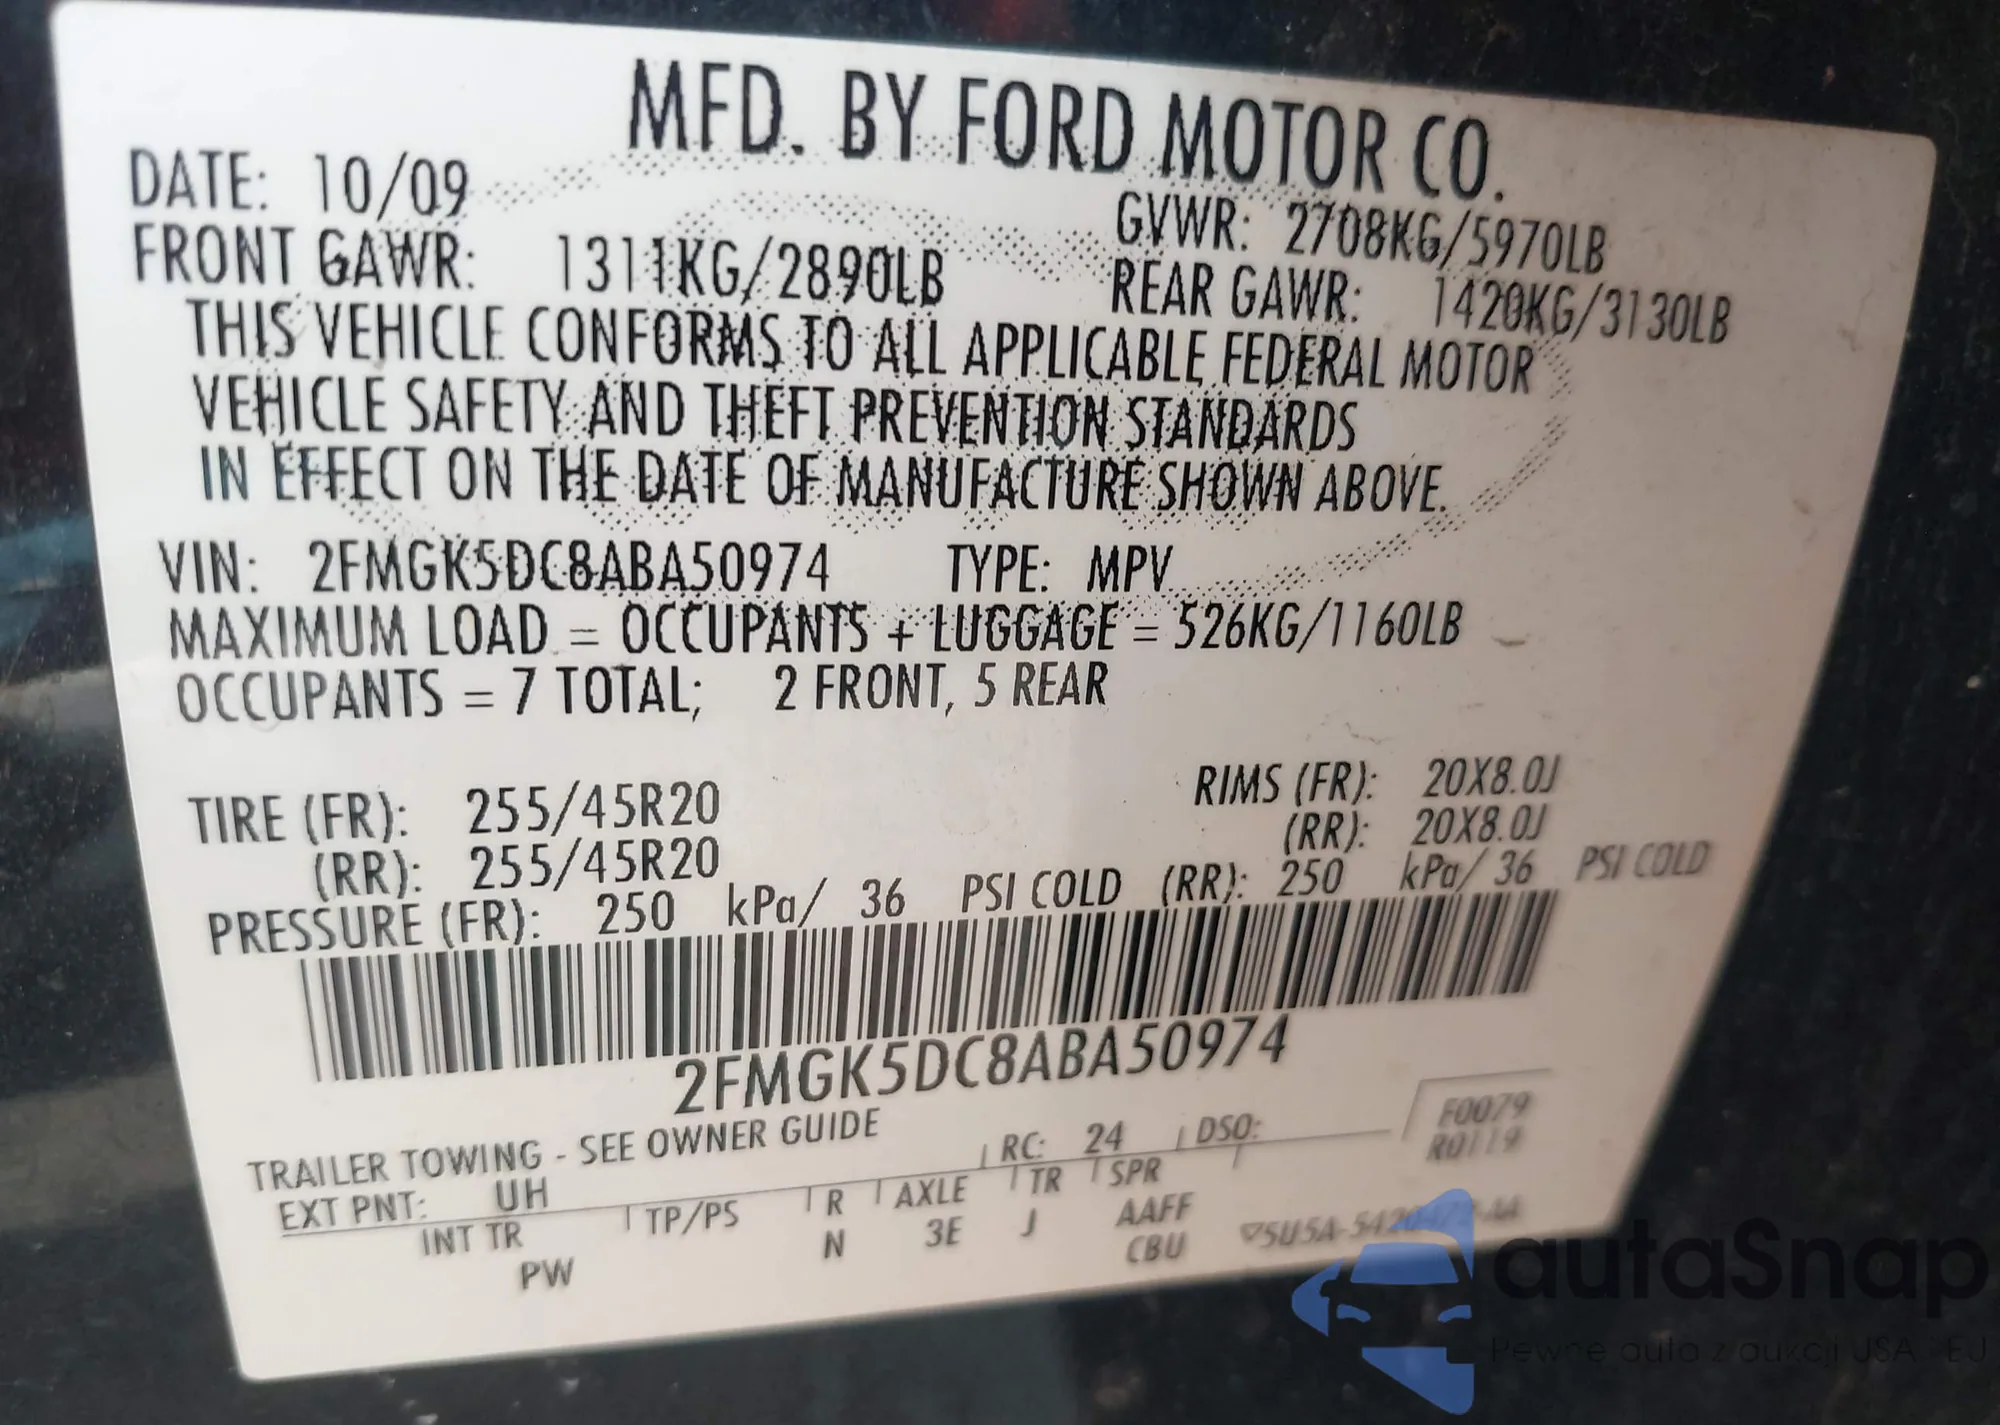 MFD. BY FORD MOTOR CO.
DATE: 10/09
GVWR: 2708KG/5970LB
FRONT GAWR: 1311KG/2890LB
REAR GAWR: 1420KG/3130LB
THIS VEHICLE CONFORMS TO ALL APPLICABLE FEDERAL MOTOR
VEHICLE SAFETY AND THEFT PREVENTION STANDARDS
IN EFFECT ON THE DATE OF MANUFACTURE SHOWN ABOVE.
VIN: 2FMGK5DC8ABA50974 TYPE: MPV
MAXIMUM LOAD = OCCUPANTS + LUGGAGE = 526KG/1160LB
OCCUPANTS = 7 TOTAL; 2 FRONT, 5 REAR
TIRE (FR): 255/45R20 RIMS (FR): 20X8.0J
(RR): 255/45R20 (RR): 20X8.0J
PRESSURE (FR): 250 kPa/ 36 PSI COLD (RR): 250 kPa/ 36 PSI COLD
2FMGK5DC8ABA50974
TRAILER TOWING - SEE OWNER GUIDE
F0079
R0119
EXT PNT: UH RC: 24 DSO:
INT TR TP/PS R AXLE TR SPR
PW N 3E J AAFF
CBU
autaSnap
Pewne auta z aukcji USA EU